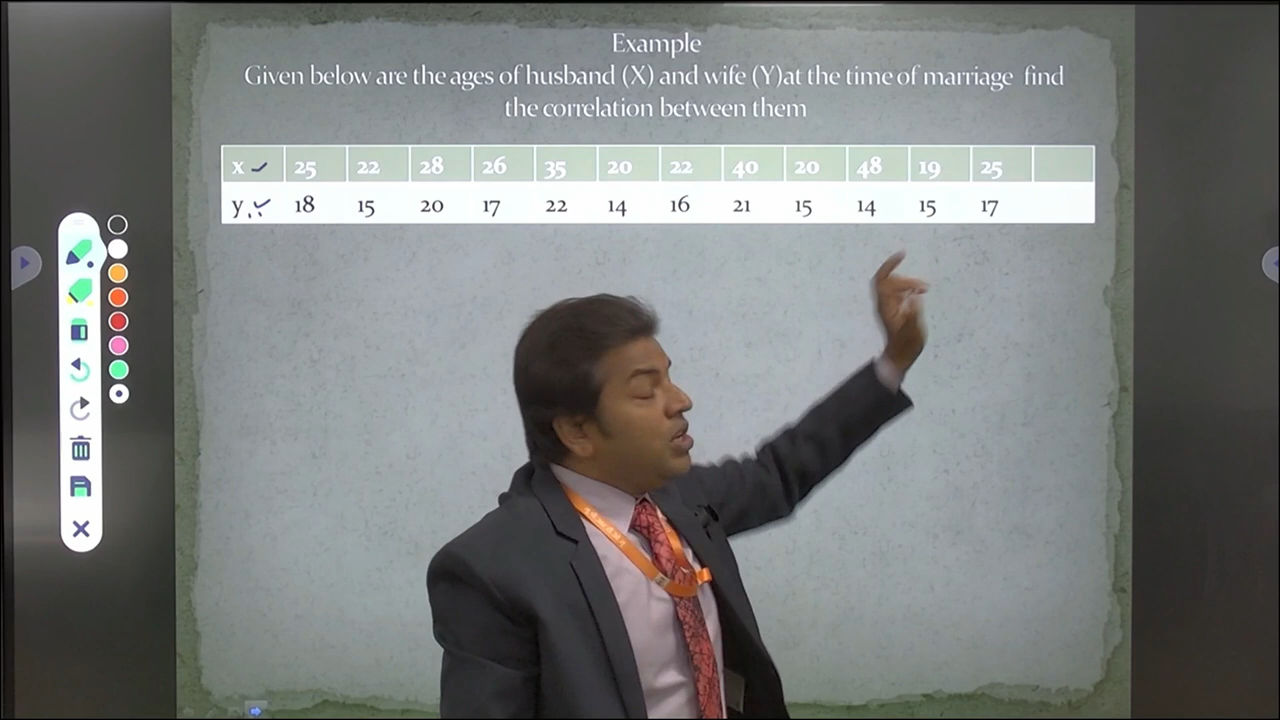 Example
Given below are the ages of husband (X) and wife (Y)at the time of marriage find
the correlation between them
x 25 22 28 26 35 20 22 40 20 48 19 25
y 18 15 20 17 22 14 16 21 15 14 15 17